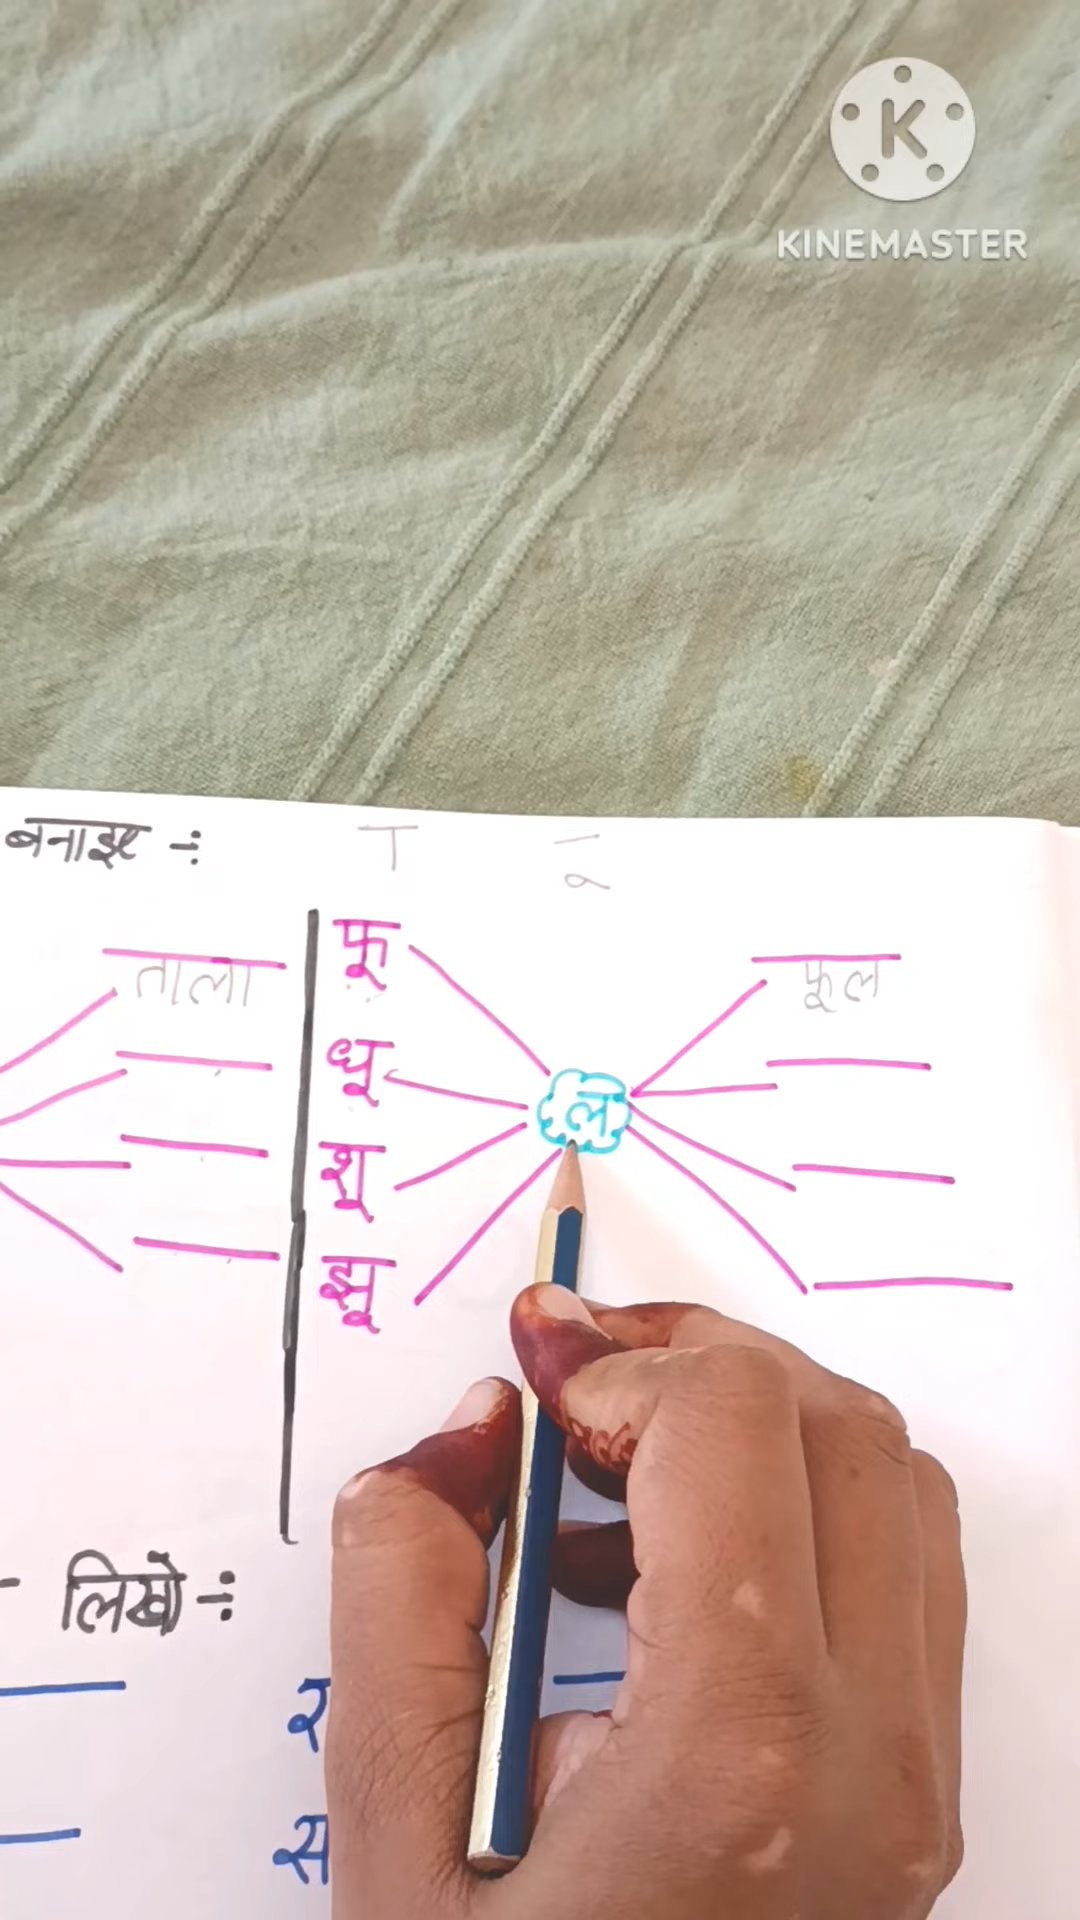 KINEMASTER
बनाइए ÷
ा ू
ताला
फू
फूल
धू
ल
शू
झू
लिखो ÷
र
स